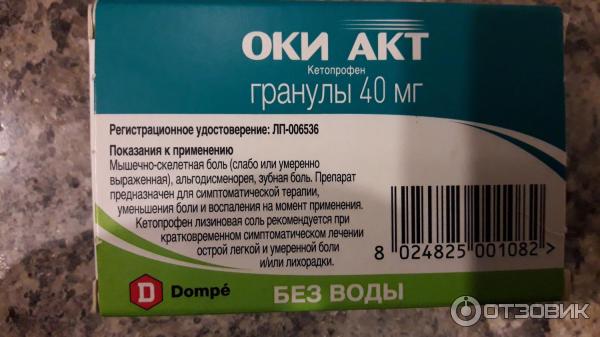 ОКИ АКТ
Кетопрофен
гранулы 40 мг
Регистрационное удостоверение: ЛП-006536
Показания к применению
Мышечно-скелетная боль (слабо или умеренно
выраженная), альгодисменорея, зубная боль. Препарат
предназначен для симптоматической терапии,
уменьшения боли и воспаления на момент применения.
Кетопрофен лизиновая соль рекомендуется при
кратковременном симптоматическом лечении
острой легкой и умеренной боли
и/или лихорадки.
8 024825 001082 >
D Dompé
БЕЗ ВОДЫ
ОТЗОВИК